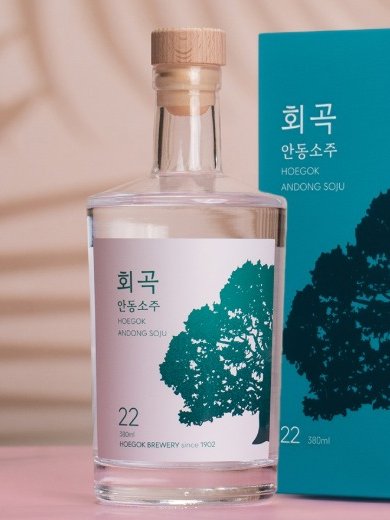 회곡
안동소주
HOEGOK
ANDONG SOJU
22
380ml
HOEGOK BREWERY since 1902
회곡
안동소주
HOEGOK
ANDONG SOJU
22 380ml